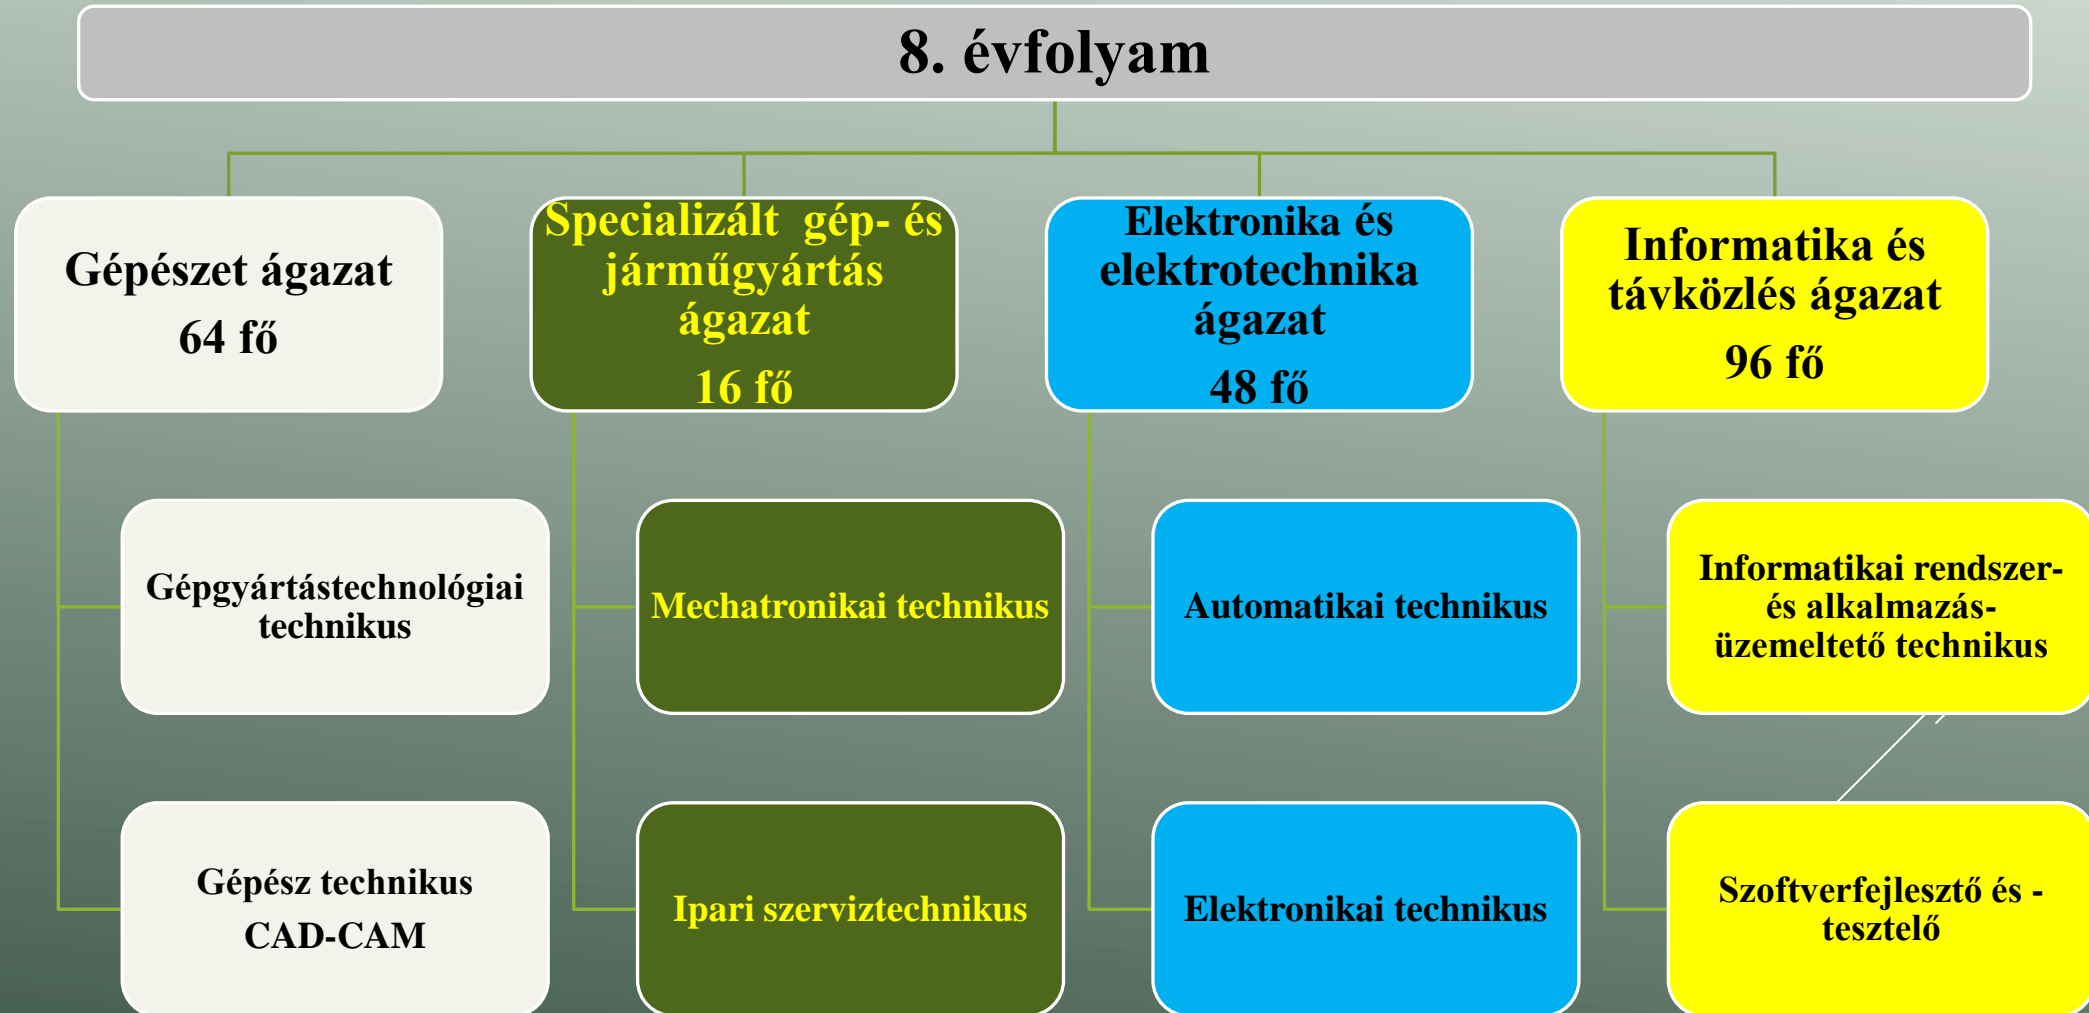 8. évfolyam
Gépészet ágazat
64 fő
Specializált gép- és
járműgyártás
ágazat
16 fő
Elektronika és
elektrotechnika
ágazat
48 fő
Informatika és
távközlés ágazat
96 fő
Gépgyártástechnológiai
technikus
Mechatronikai technikus
Automatikai technikus
Informatikai rendszer-
és alkalmazás-
üzemeltető technikus
Gépész technikus
CAD-CAM
Ipari szerviztechnikus
Elektronikai technikus
Szoftverfejlesztő és -
tesztelő